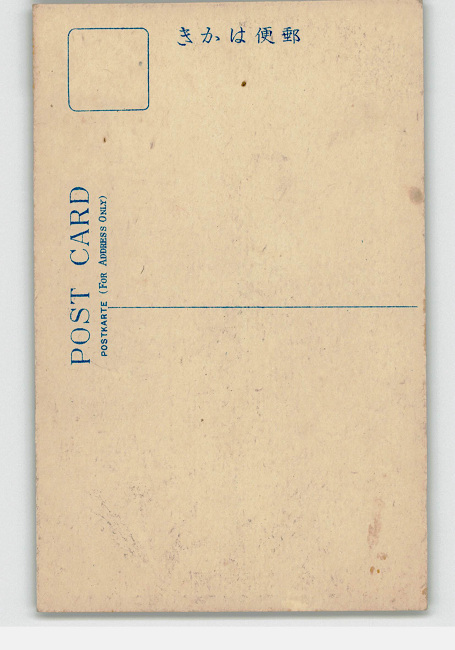 郵便はかき
POST CARD
POSTKARTE (FOR ADDRESS ONLY)